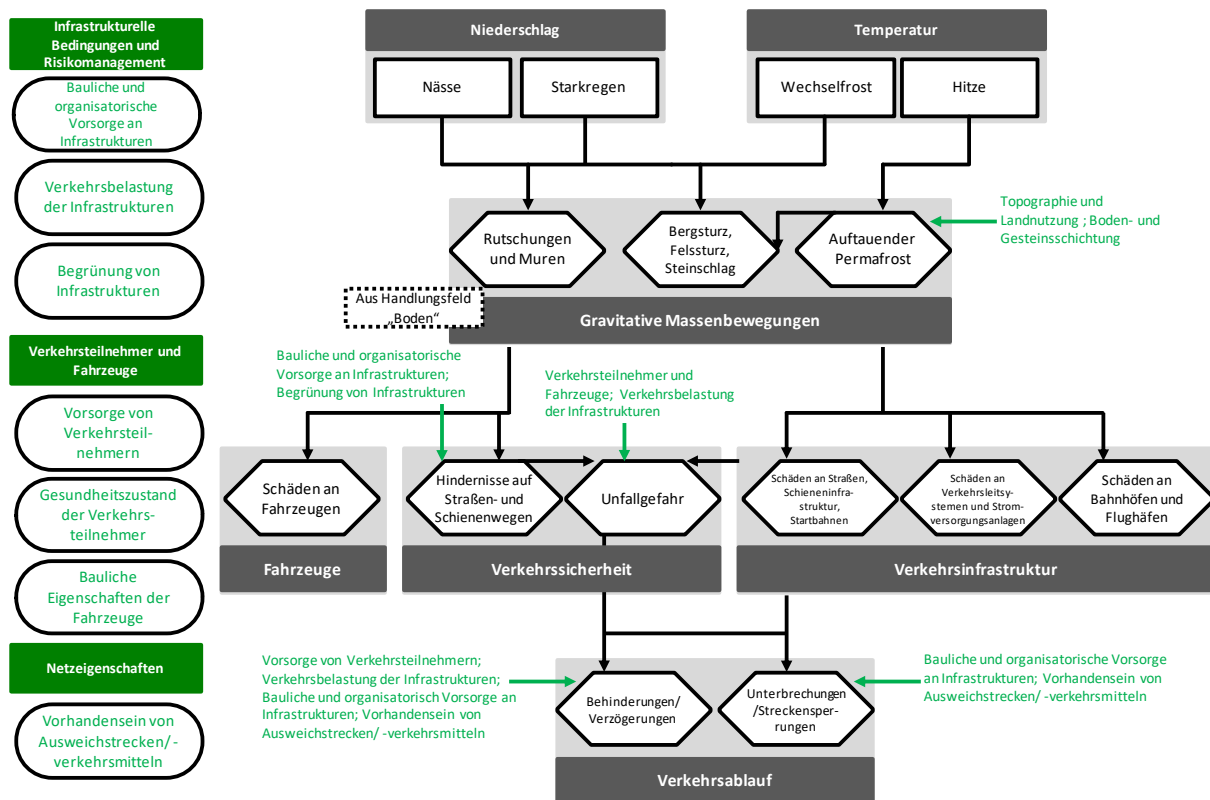 Infrastrukturelle
Bedingungen und
Risikomanagement
Bauliche und
organisatorische
Vorsorge an
Infrastrukturen
Verkehrsbelastung
der Infrastrukturen
Begrünung von
Infrastrukturen
Verkehrsteilnehmer und
Fahrzeuge
Vorsorge von
Verkehrsteil-
nehmern
Gesundheitszustand
der Verkehrs-
teilnehmer
Bauliche
Eigenschaften der
Fahrzeuge
Netzeigenschaften
Vorhandensein von
Ausweichstrecken/ -
verkehrsmitteln
Niederschlag
Nässe
Starkregen
Temperatur
Wechselfrost
Hitze
Rutschungen
und Muren
Bergsturz,
Felssturz,
Steinschlag
Auftauender
Permafrost
Topographie und
Landnutzung ; Boden- und
Gesteinsschichtung
Aus Handlungsfeld
„Boden“
Gravitative Massenbewegungen
Bauliche und organisatorische
Vorsorge an Infrastrukturen;
Begrünung von Infrastrukturen
Verkehrsteilnehmer und
Fahrzeuge; Verkehrsbelastung
der Infrastrukturen
Schäden an
Fahrzeugen
Hindernisse auf
Straßen- und
Schienenwegen
Unfallgefahr
Schäden an Straßen,
Schieneninfra-
struktur,
Startbahnen
Schäden an
Verkehrsleitsy-
stemen und Strom-
versorgungsanlagen
Schäden an
Bahnhöfen und
Flughäfen
Fahrzeuge
Verkehrssicherheit
Verkehrsinfrastruktur
Vorsorge von Verkehrsteilnehmern;
Verkehrsbelastung der Infrastrukturen;
Bauliche und organisatorisch Vorsorge an
Infrastrukturen; Vorhandensein von
Ausweichstrecken/ -verkehrsmitteln
Behinderungen/
Verzögerungen
Unterbrechungen
/Streckensper-
rungen
Bauliche und organisatorische Vorsorge
an Infrastrukturen; Vorhandensein von
Ausweichstrecken/ -verkehrsmitteln
Verkehrsablauf